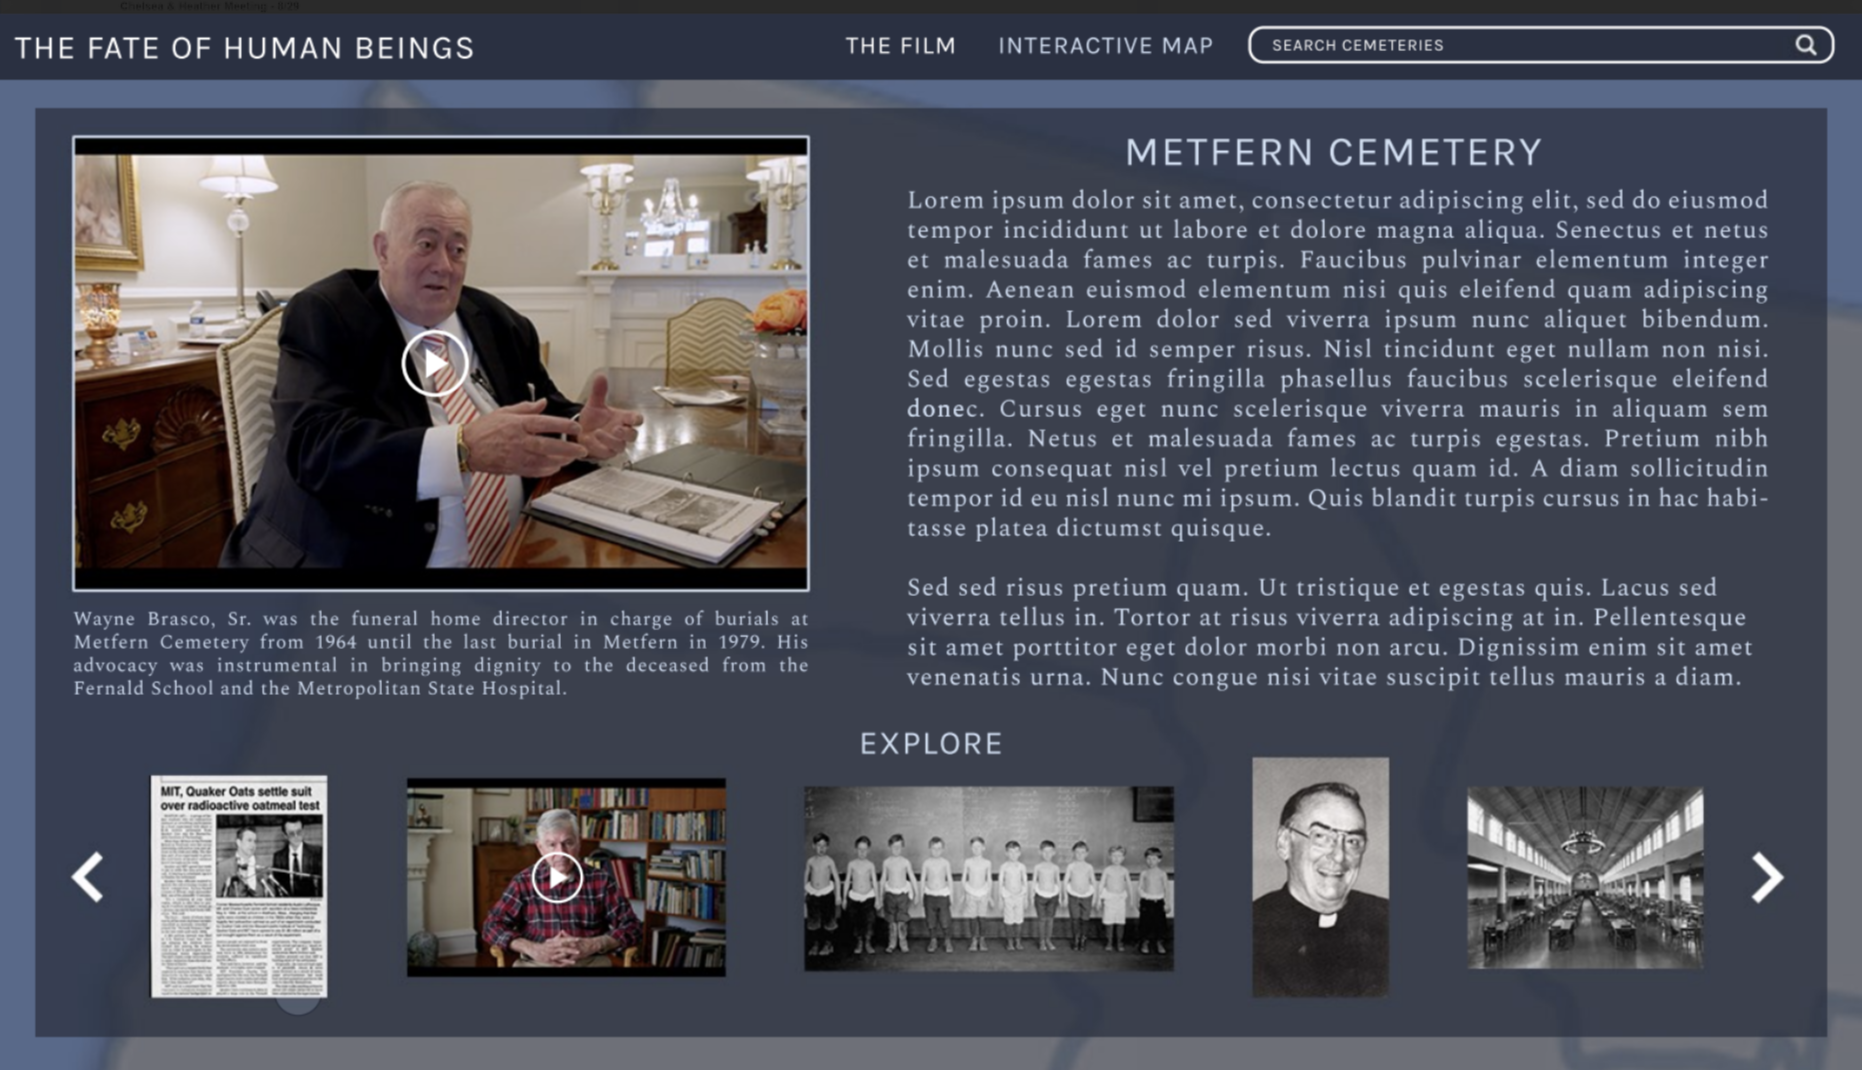 Chelsea & Heather Meeting - 8/29
THE FATE OF HUMAN BEINGS
THE FILM
INTERACTIVE MAP
SEARCH CEMETERIES
METFERN CEMETERY
Lorem ipsum dolor sit amet, consectetur adipiscing elit, sed do eiusmod
tempor incididunt ut labore et dolore magna aliqua. Senectus et netus
et malesuada fames ac turpis. Faucibus pulvinar elementum integer
enim. Aenean euismod elementum nisi quis eleifend quam adipiscing
vitae proin. Lorem dolor sed viverra ipsum nunc aliquet bibendum.
Mollis nunc sed id semper risus. Nisl tincidunt eget nullam non nisi.
Sed egestas egestas fringilla phasellus faucibus scelerisque eleifend
donec. Cursus eget nunc scelerisque viverra mauris in aliquam sem
fringilla. Netus et malesuada fames ac turpis egestas. Pretium nibh
ipsum consequat nisl vel pretium lectus quam id. A diam sollicitudin
tempor id eu nisl nunc mi ipsum. Quis blandit turpis cursus in hac habi-
tasse platea dictumst quisque.
Sed sed risus pretium quam. Ut tristique et egestas quis. Lacus sed
viverra tellus in. Tortor at risus viverra adipiscing at in. Pellentesque
sit amet porttitor eget dolor morbi non arcu. Dignissim enim sit amet
venenatis urna. Nunc congue nisi vitae suscipit tellus mauris a diam.
Wayne Brasco, Sr. was the funeral home director in charge of burials at
Metfern Cemetery from 1964 until the last burial in Metfern in 1979. His
advocacy was instrumental in bringing dignity to the deceased from the
Fernald School and the Metropolitan State Hospital.
EXPLORE
MIT, Quaker Oats settle suit
over radioactive oatmeal test